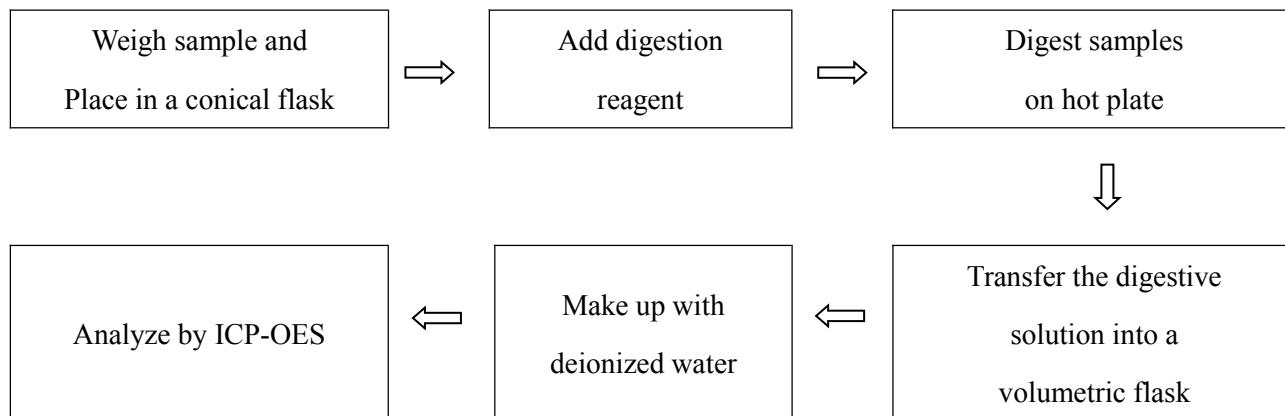 Weigh sample and
Place in a conical flask
Add digestion
reagent
Digest samples
on hot plate
Transfer the digestive
solution into a
volumetric flask
Make up with
deionized water
Analyze by ICP-OES